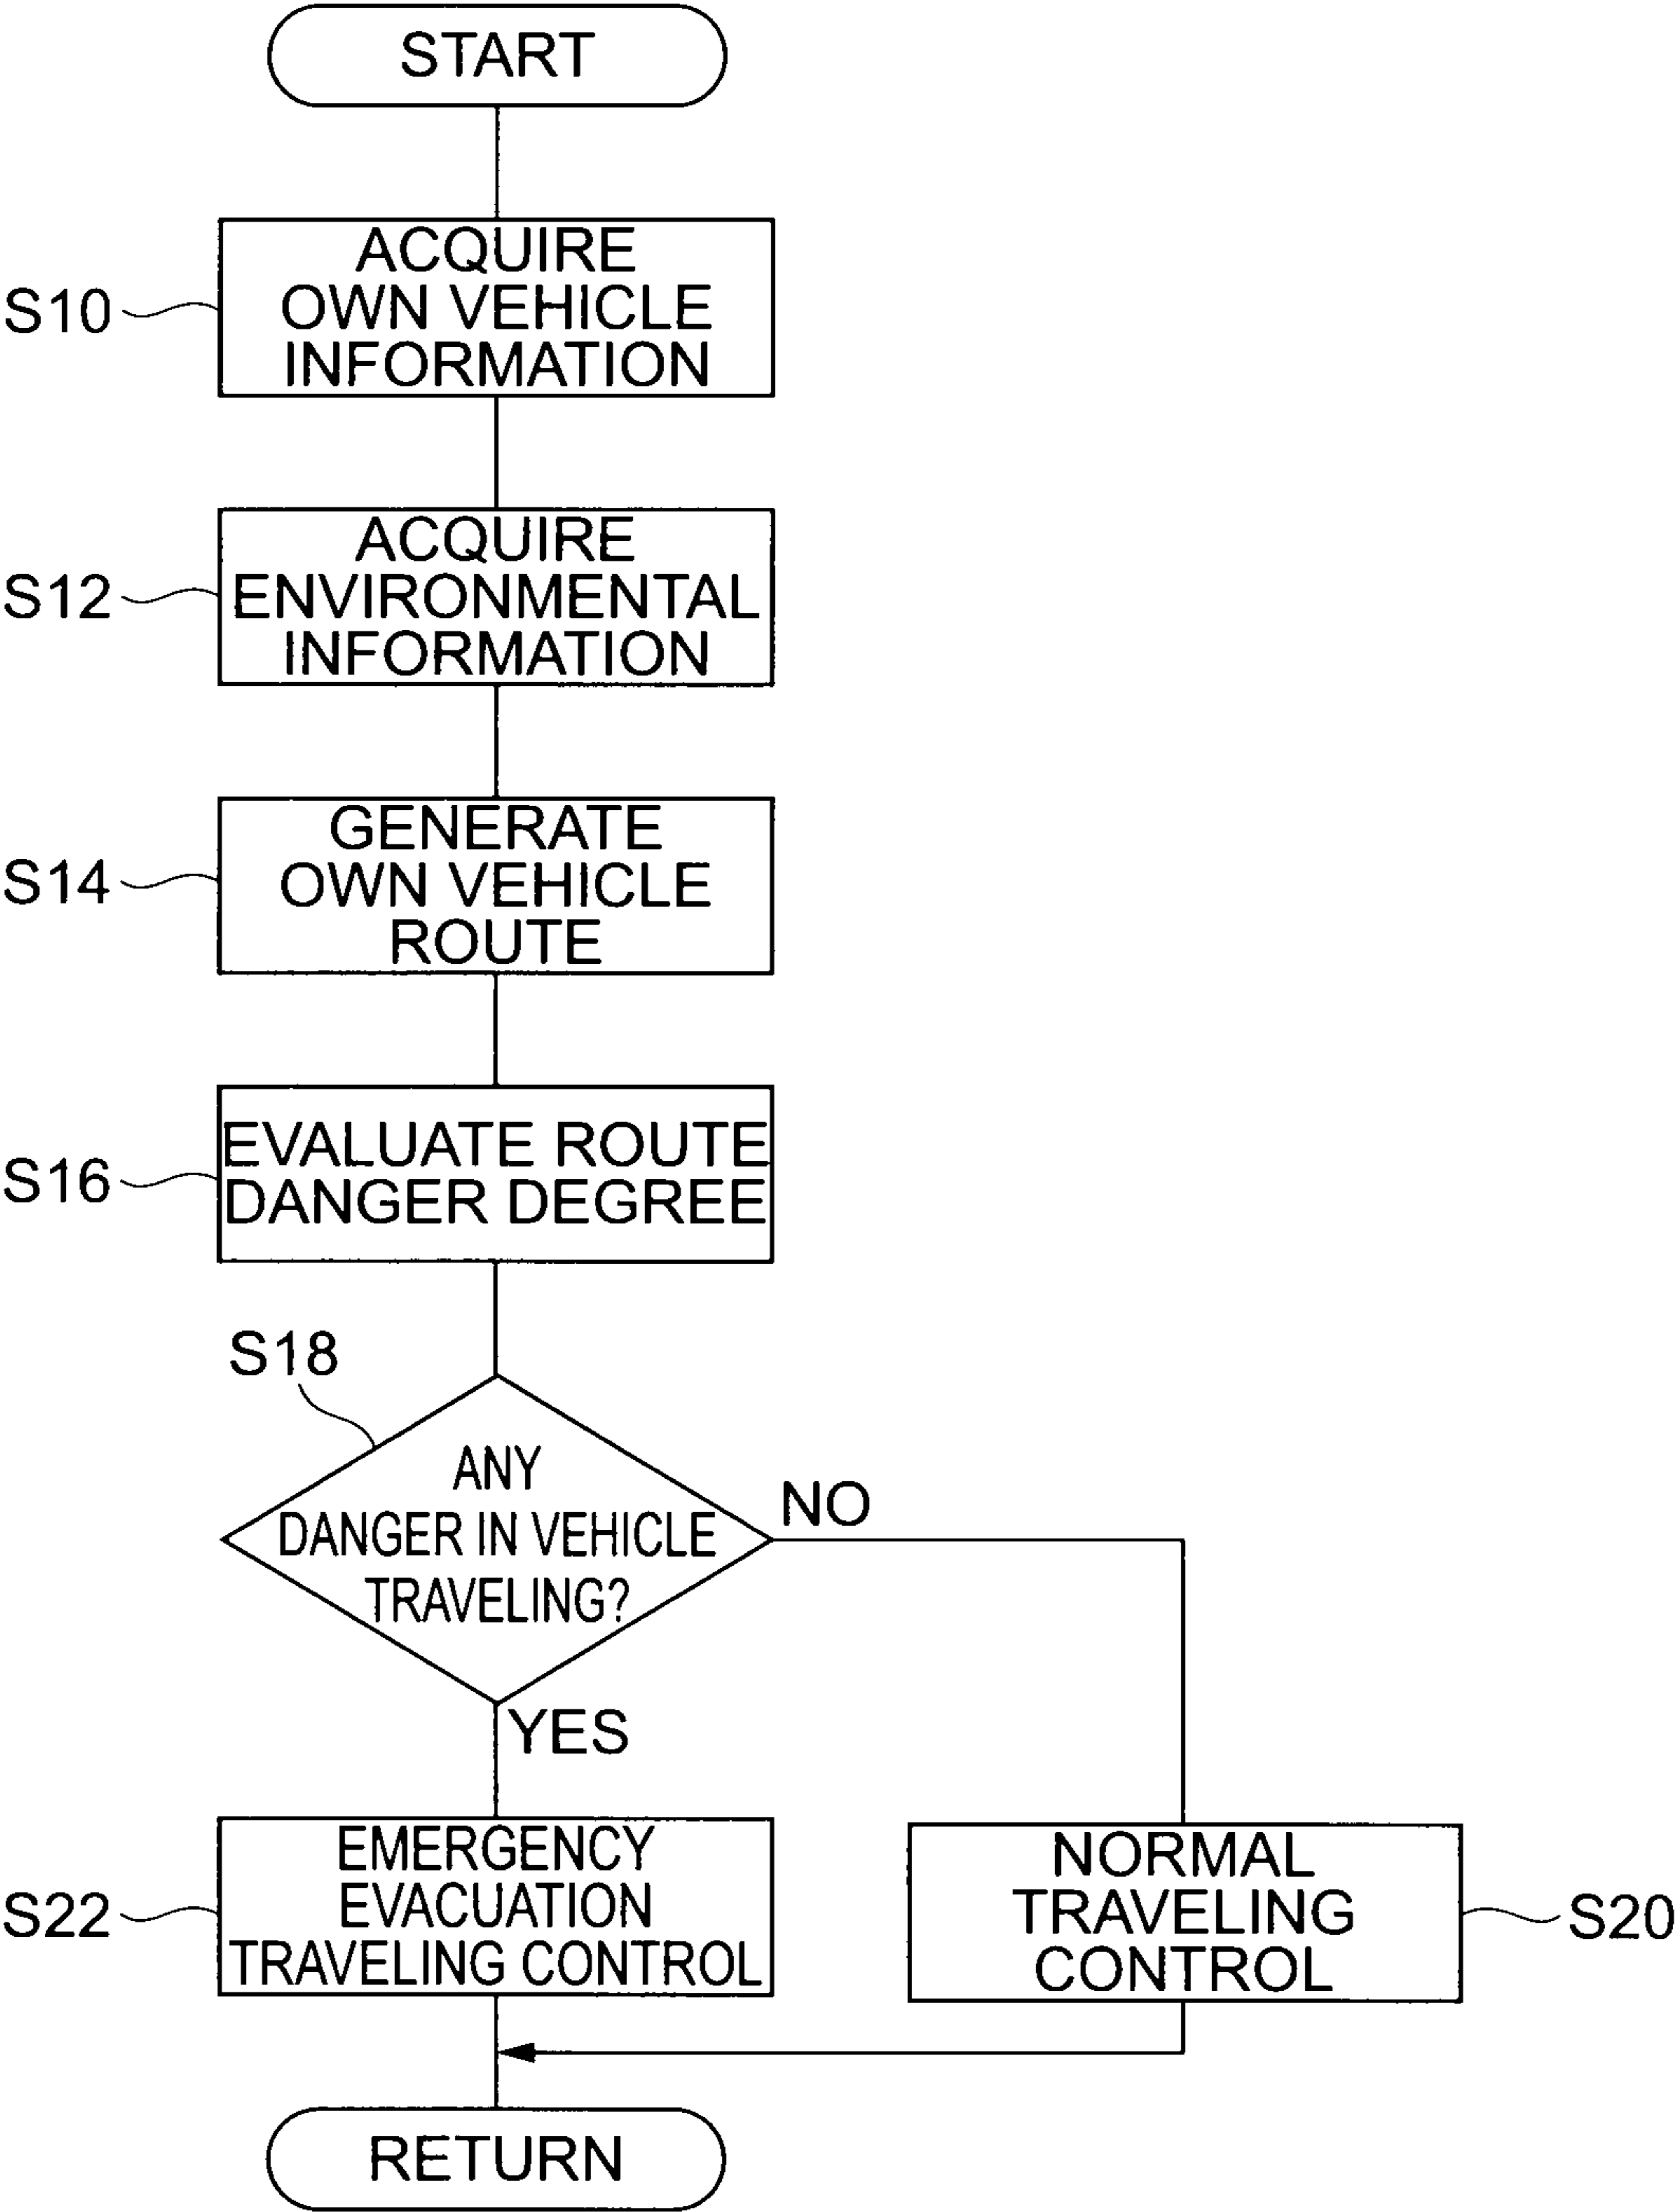 START
S10
ACQUIRE
OWN VEHICLE
INFORMATION
S12
ACQUIRE
ENVIRONMENTAL
INFORMATION
S14
GENERATE
OWN VEHICLE
ROUTE
S16
EVALUATE ROUTE
DANGER DEGREE
S18
ANY
DANGER IN VEHICLE
TRAVELING?
NO
YES
S22
EMERGENCY
EVACUATION
TRAVELING CONTROL
NORMAL
TRAVELING
CONTROL
S20
RETURN